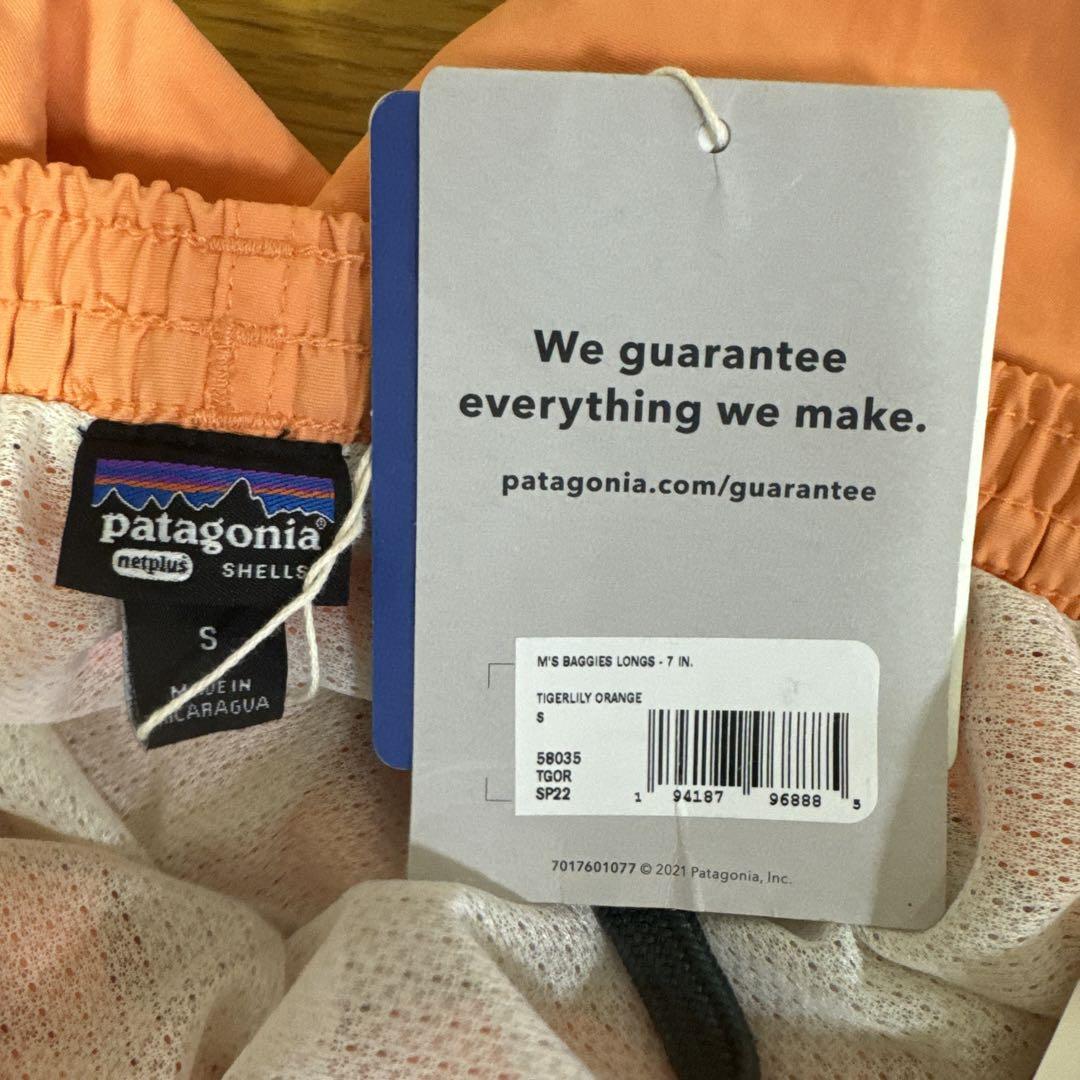 We guarantee
everything we make.
patagonia.com/guarantee
M'S BAGGIES LONGS - 7 IN.
TIGERLILY ORANGE
S
58035
TGOR
SP22
1 94187 96888 5
7017601077 © 2021 Patagonia, Inc.
patagonia®
netplus®
SHELLS
S
MADE IN
NICARAGUA